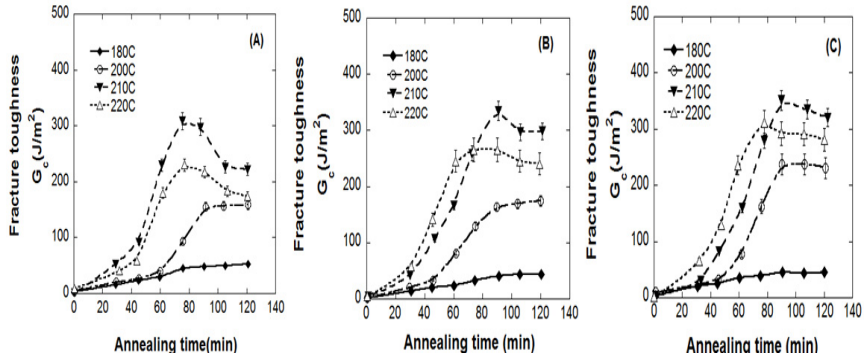 500
400
300
200
100
0
0 20 40 60 80 100 120 140
Fracture toughness
G_c(J/m²)
Annealing time(min)
(A)
180C
200C
210C
220C
500
400
300
200
100
0
0 20 40 60 80 100 120 140
Fracture toughness
G_c(J/m²)
Annealing time (min)
(B)
180C
200C
210C
220C
500
400
300
200
100
0
0 20 40 60 80 100 120 140
Fracture toughness
G_c(J/m²)
Annealing time (min)
(C)
180C
200C
210C
220C